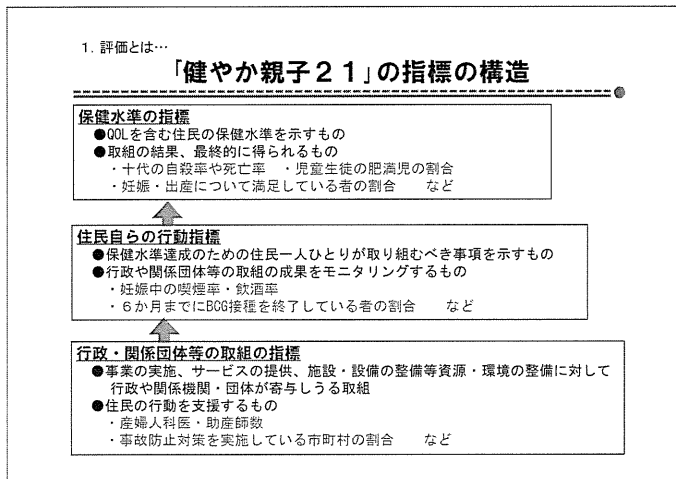 1．評価とは…
「健やか親子２１」の指標の構造
保健水準の指標
●QOLを含む住民の保健水準を示すもの
●取組の結果、最終的に得られるもの
・十代の自殺率や死亡率　・児童生徒の肥満児の割合
・妊娠・出産について満足している者の割合　　など
住民自らの行動指標
●保健水準達成のための住民一人ひとりが取り組むべき事項を示すもの
●行政や関係団体等の取組の成果をモニタリングするもの
・妊娠中の喫煙率・飲酒率
・６か月までにBCG接種を終了している者の割合　　など
行政・関係団体等の取組の指標
●事業の実施、サービスの提供、施設・設備の整備等資源・環境の整備に対して
行政や関係機関・団体が寄与しうる取組
●住民の行動を支援するもの
・産婦人科医・助産師数
・事故防止対策を実施している市町村の割合　　など